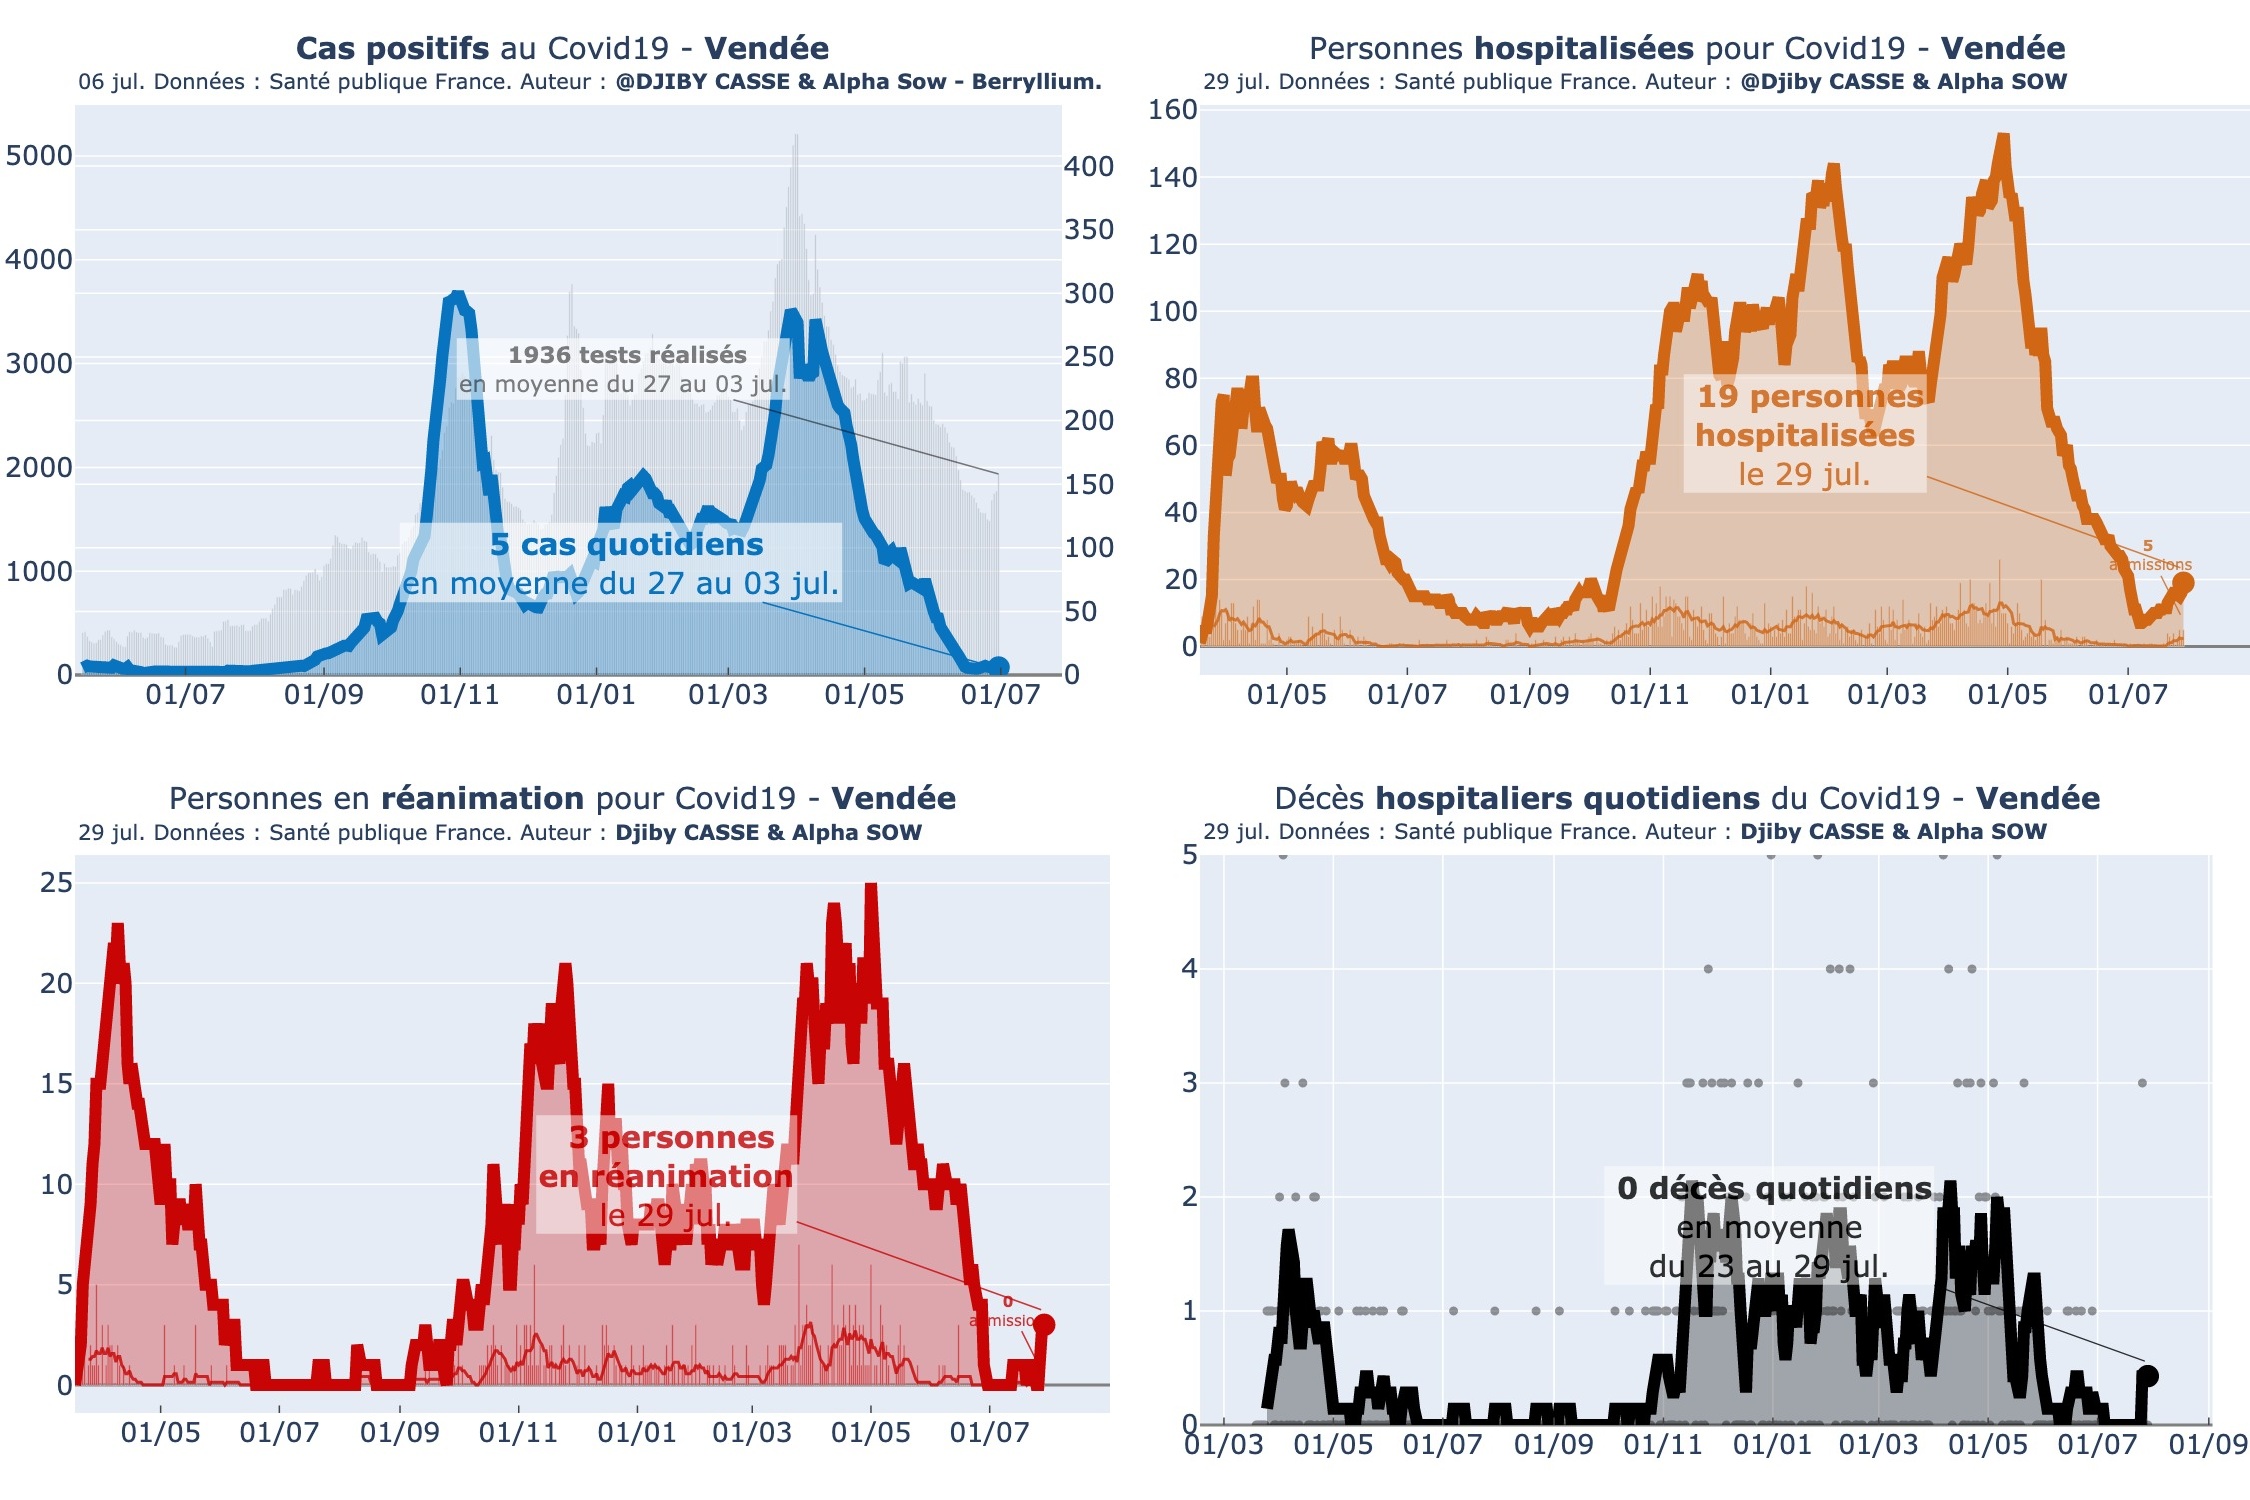 Cas positifs au Covid19 - Vendée
06 jul. Données : Santé publique France. Auteur : @DJIBY CASSE & Alpha Sow - Berryllium.
5000
4000
3000
2000
1000
0
400
350
300
250
200
150
100
50
0
1936 tests réalisés
en moyenne du 27 au 03 jul.
5 cas quotidiens
en moyenne du 27 au 03 jul.
01/07 01/09 01/11 01/01 01/03 01/05 01/07
Personnes hospitalisées pour Covid19 - Vendée
29 jul. Données : Santé publique France. Auteur : @Djiby CASSE & Alpha SOW
160
140
120
100
80
60
40
20
0
19 personnes
hospitalisées
le 29 jul.
5
admissions
01/05 01/07 01/09 01/11 01/01 01/03 01/05 01/07
Personnes en réanimation pour Covid19 - Vendée
29 jul. Données : Santé publique France. Auteur : Djiby CASSE & Alpha SOW
25
20
15
10
5
0
3 personnes
en réanimation
le 29 jul.
0
01/05 01/07 01/09 01/11 01/01 01/03 01/05 01/07
Décès hospitaliers quotidiens du Covid19 - Vendée
29 jul. Données : Santé publique France. Auteur : Djiby CASSE & Alpha SOW
5
4
3
2
1
0
0 décès quotidiens
en moyenne
du 23 au 29 jul.
01/03 01/05 01/07 01/09 01/11 01/01 01/03 01/05 01/07 01/09